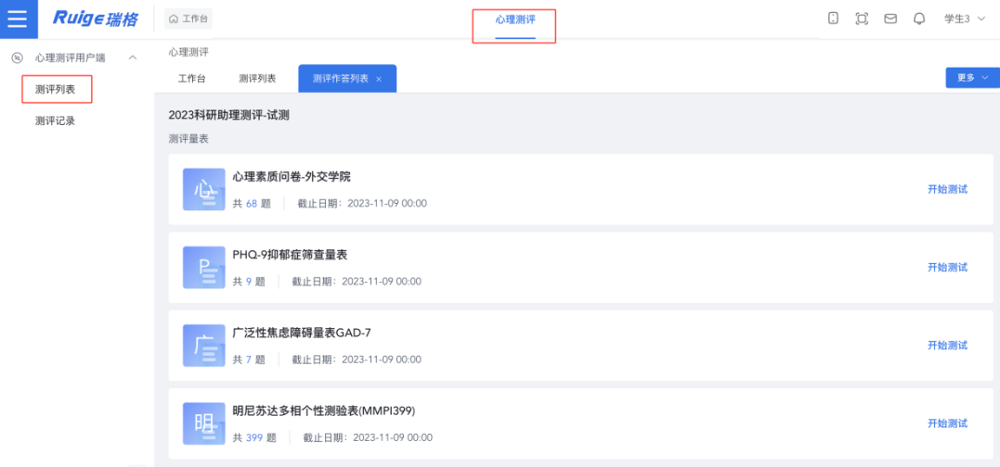 Ruige瑞格
工作台
心理测评
学生3
心理测评用户端
测评列表
测评记录
心理测评
工作台 测评列表 测评作答列表 ×
更多
2023科研助理测评-试测
测评量表
心
心理素质问卷-外交学院
共 68 题 截止日期：2023-11-09 00:00
开始测试
P
PHQ-9抑郁症筛查量表
共 9 题 截止日期：2023-11-09 00:00
开始测试
广
广泛性焦虑障碍量表GAD-7
共 7 题 截止日期：2023-11-09 00:00
开始测试
明
明尼苏达多相个性测验表(MMPI399)
共 399 题 截止日期：2023-11-09 00:00
开始测试